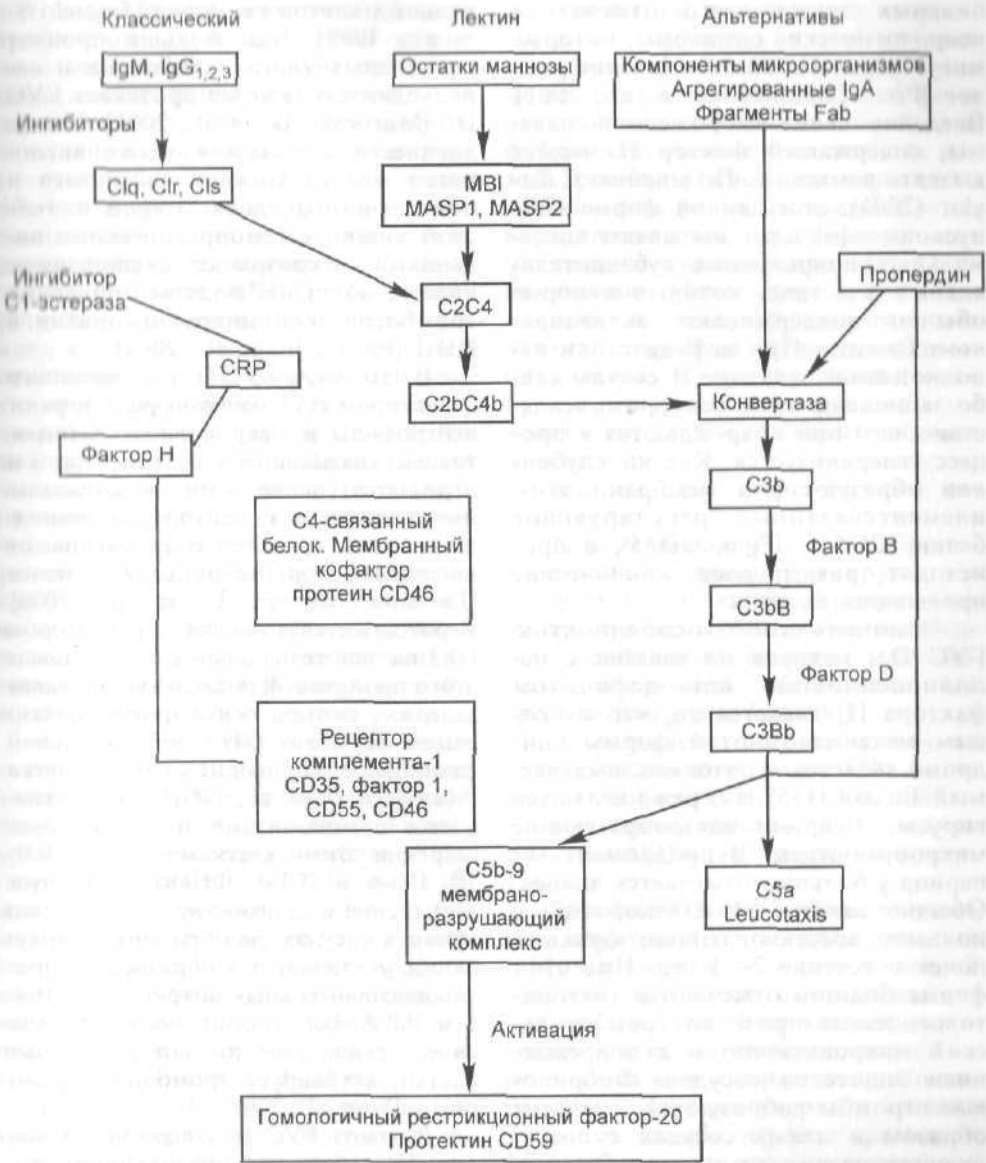 Классический
Лектин
Альтернативы
IgM, IgG1,2,3
Остатки маннозы
Компоненты микроорганизмов
Агрегированные IgA
Фрагменты Fab
Ингибиторы
CIq, CIr, CIs
MBI
MASP1, MASP2
Ингибитор
С1-эстераза
Пропердин
C2C4
CRP
C2bC4b
Конвертаза
Фактор Н
C3b
С4-связанный
белок. Мембранный
кофактор
протеин CD46
Фактор В
C3bB
Фактор D
Рецептор
комплемента-1
CD35, фактор 1,
CD55, CD46
C3Bb
C5b-9
мембрано-
разрушающий
комплекс
C5a
Leucotaxis
Активация
Гомологичный рестрикционный фактор-20
Протектин CD59